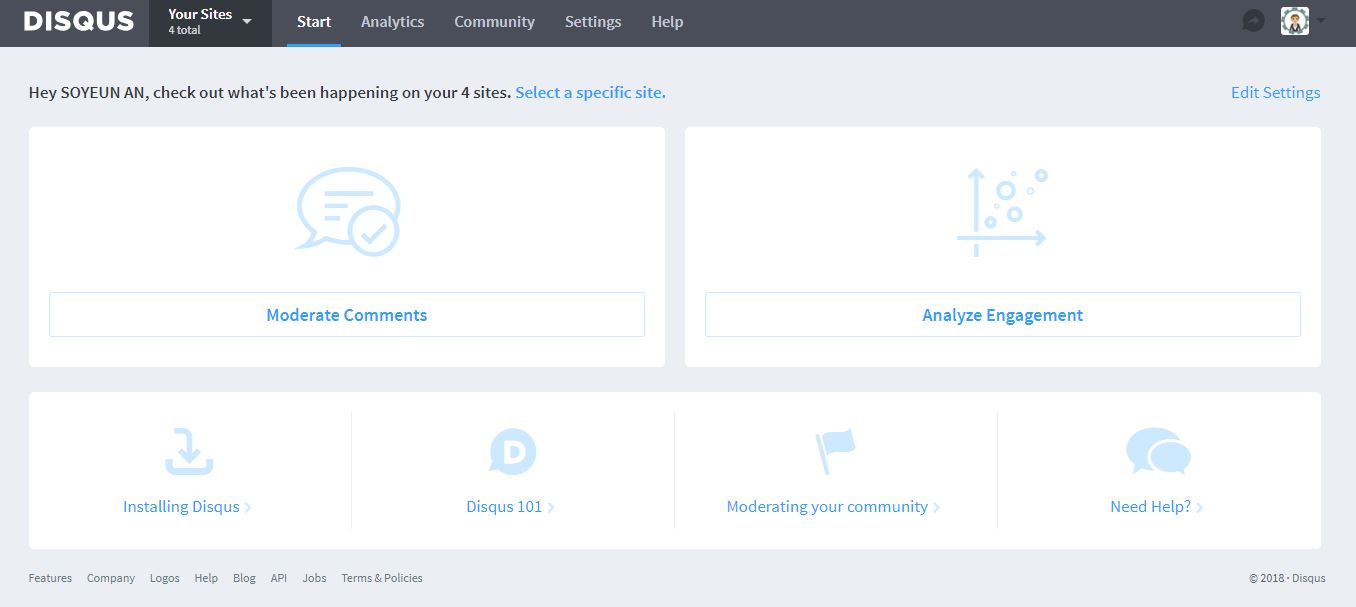 DISQUS
Your Sites
4 total
Start
Analytics
Community
Settings
Help
Hey SOYEUN AN, check out what's been happening on your 4 sites. Select a specific site.
Edit Settings
Moderate Comments
Analyze Engagement
D
Installing Disqus
Disqus 101
Moderating your community
Need Help?
Features Company Logos Help Blog API Jobs Terms & Policies
© 2018 · Disqus